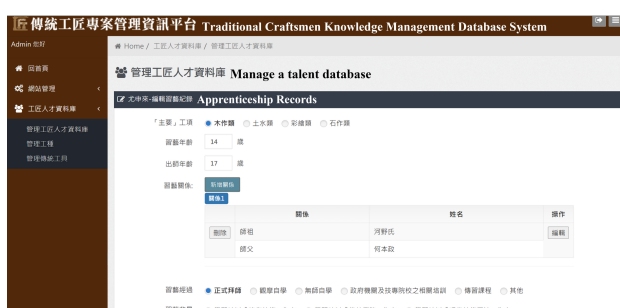 匠 傳統工匠專案管理資訊平台 Traditional Craftsmen Knowledge Management Database System
Admin 您好
Home / 工匠人才資料庫 / 管理工匠人才資料庫
回首頁
管理工匠人才資料庫 Manage a talent database
網站管理
工匠人才資料庫
尤申來-編輯習藝紀錄 Apprenticeship Records
「主要」工項 木作類 土水類 彩繪類 石作類
管理工匠人才資料庫
管理工種
管理傳統工司
習藝年齡 14 歲
出師年齡 17 歲
習藝關係: 新增關係
關係1
關係 姓名 操作
刪除 師祖 河野氏 編輯
師父 何本政
習藝經過 正式拜師 觀摩自學 無師自學 政府機關及技專院校之相關培訓 傳習課程 其他